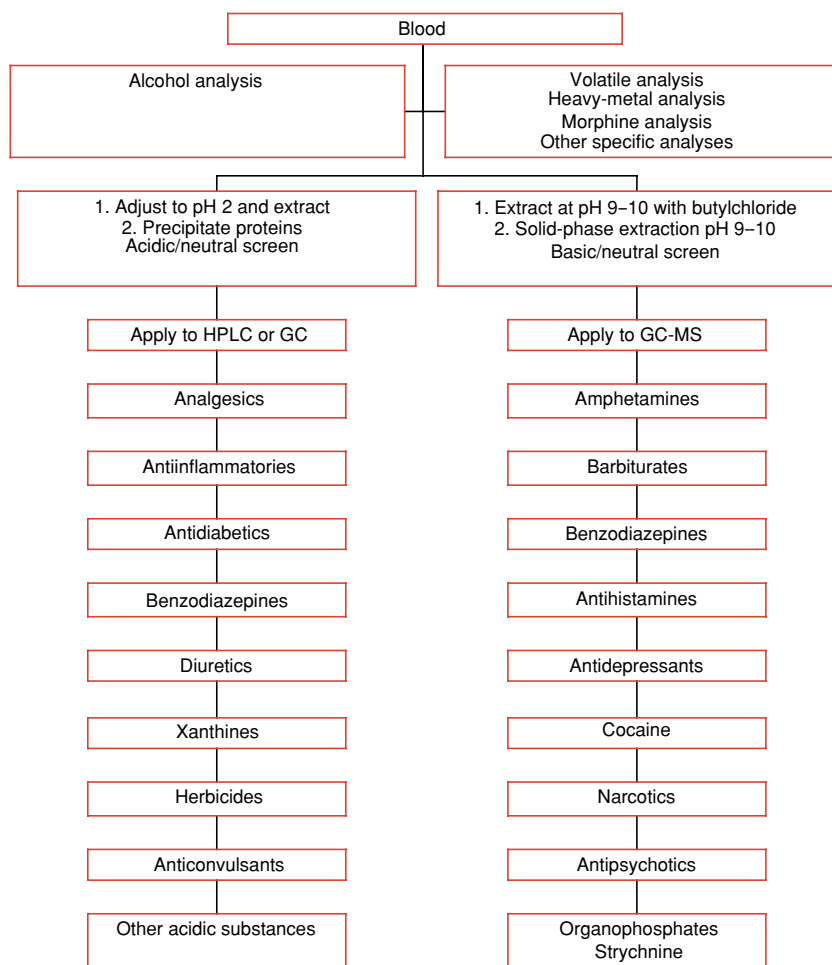 Blood
Alcohol analysis
Volatile analysis
Heavy-metal analysis
Morphine analysis
Other specific analyses
1. Adjust to pH 2 and extract
2. Precipitate proteins
Acidic/neutral screen
1. Extract at pH 9–10 with butylchloride
2. Solid-phase extraction pH 9–10
Basic/neutral screen
Apply to HPLC or GC
Analgesics
Antiinflammatories
Antidiabetics
Benzodiazepines
Diuretics
Xanthines
Herbicides
Anticonvulsants
Other acidic substances
Apply to GC-MS
Amphetamines
Barbiturates
Benzodiazepines
Antihistamines
Antidepressants
Cocaine
Narcotics
Antipsychotics
Organophosphates
Strychnine